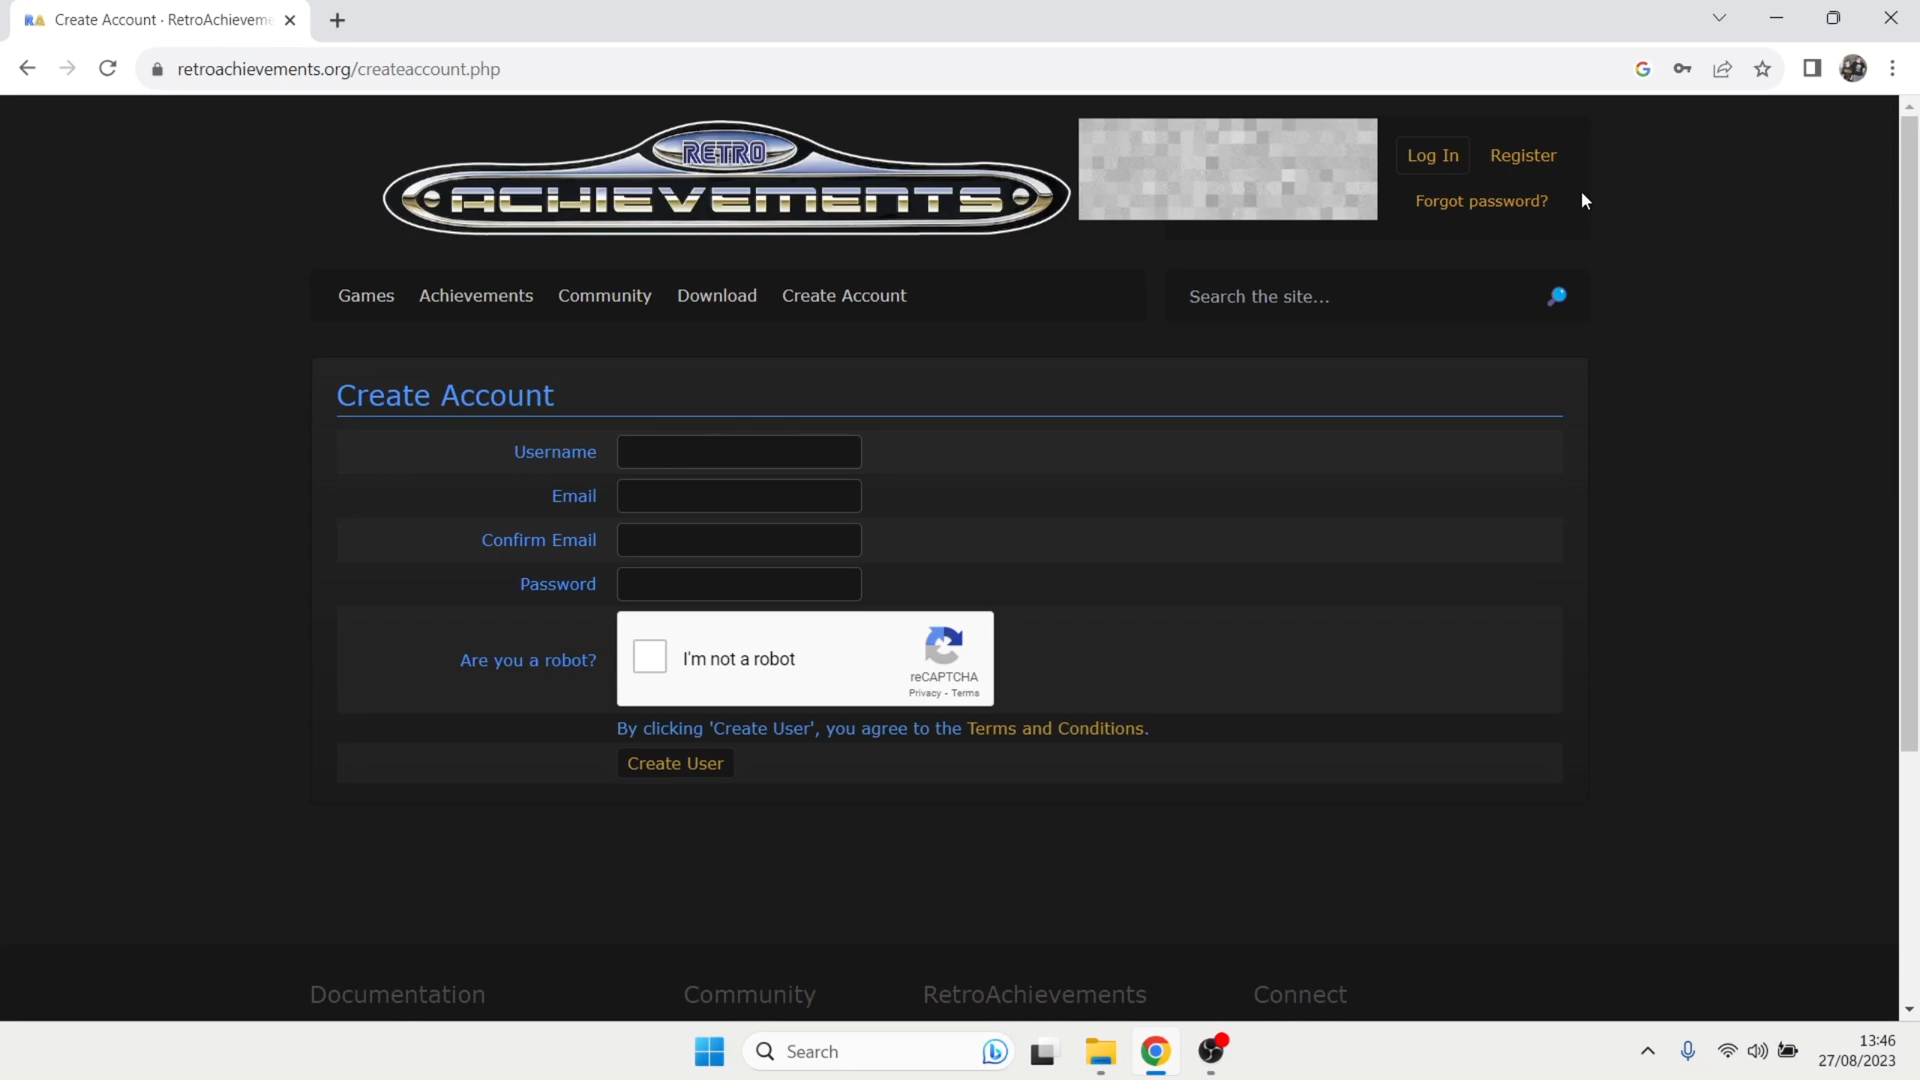 Create Account · RetroAchieveme
retroachievements.org/createaccount.php
RETRO
ACHIEVEMENTS
Log In
Register
Forgot password?
Games
Achievements
Community
Download
Create Account
Search the site...
Create Account
Username
Email
Confirm Email
Password
Are you a robot?
I'm not a robot
reCAPTCHA
Privacy - Terms
By clicking 'Create User', you agree to the Terms and Conditions.
Create User
Documentation
Community
RetroAchievements
Connect
Search
13:46
27/08/2023